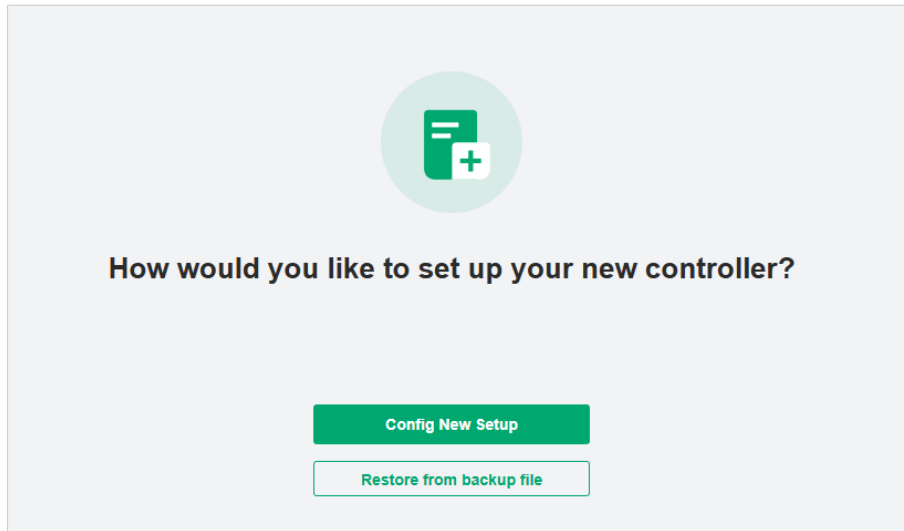 How would you like to set up your new controller?
Config New Setup
Restore from backup file